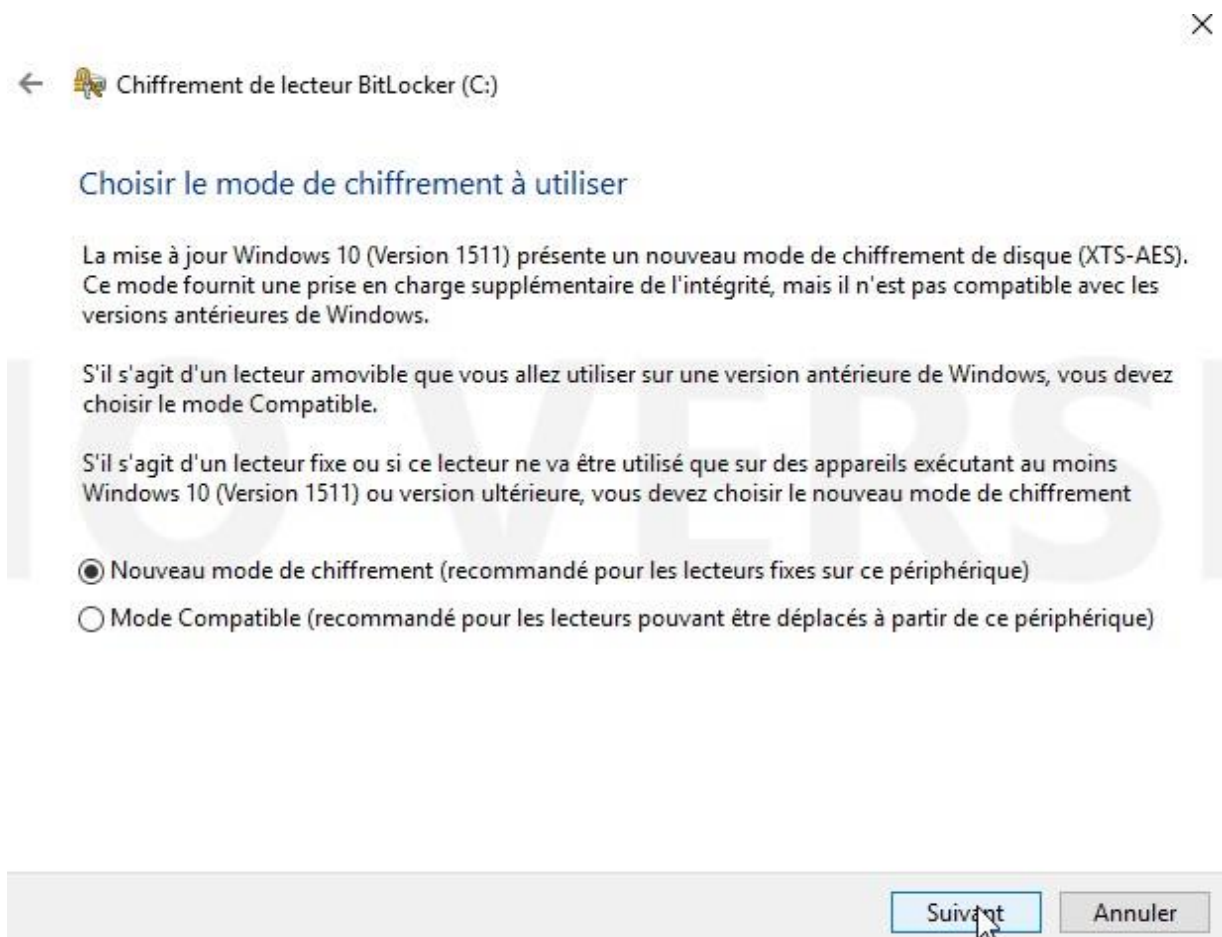 Chiffrement de lecteur BitLocker (C:)
Choisir le mode de chiffrement à utiliser
La mise à jour Windows 10 (Version 1511) présente un nouveau mode de chiffrement de disque (XTS-AES).
Ce mode fournit une prise en charge supplémentaire de l'intégrité, mais il n'est pas compatible avec les
versions antérieures de Windows.
S'il s'agit d'un lecteur amovible que vous allez utiliser sur une version antérieure de Windows, vous devez
choisir le mode Compatible.
S'il s'agit d'un lecteur fixe ou si ce lecteur ne va être utilisé que sur des appareils exécutant au moins
Windows 10 (Version 1511) ou version ultérieure, vous devez choisir le nouveau mode de chiffrement
Nouveau mode de chiffrement (recommandé pour les lecteurs fixes sur ce périphérique)
Mode Compatible (recommandé pour les lecteurs pouvant être déplacés à partir de ce périphérique)
Suivant
Annuler